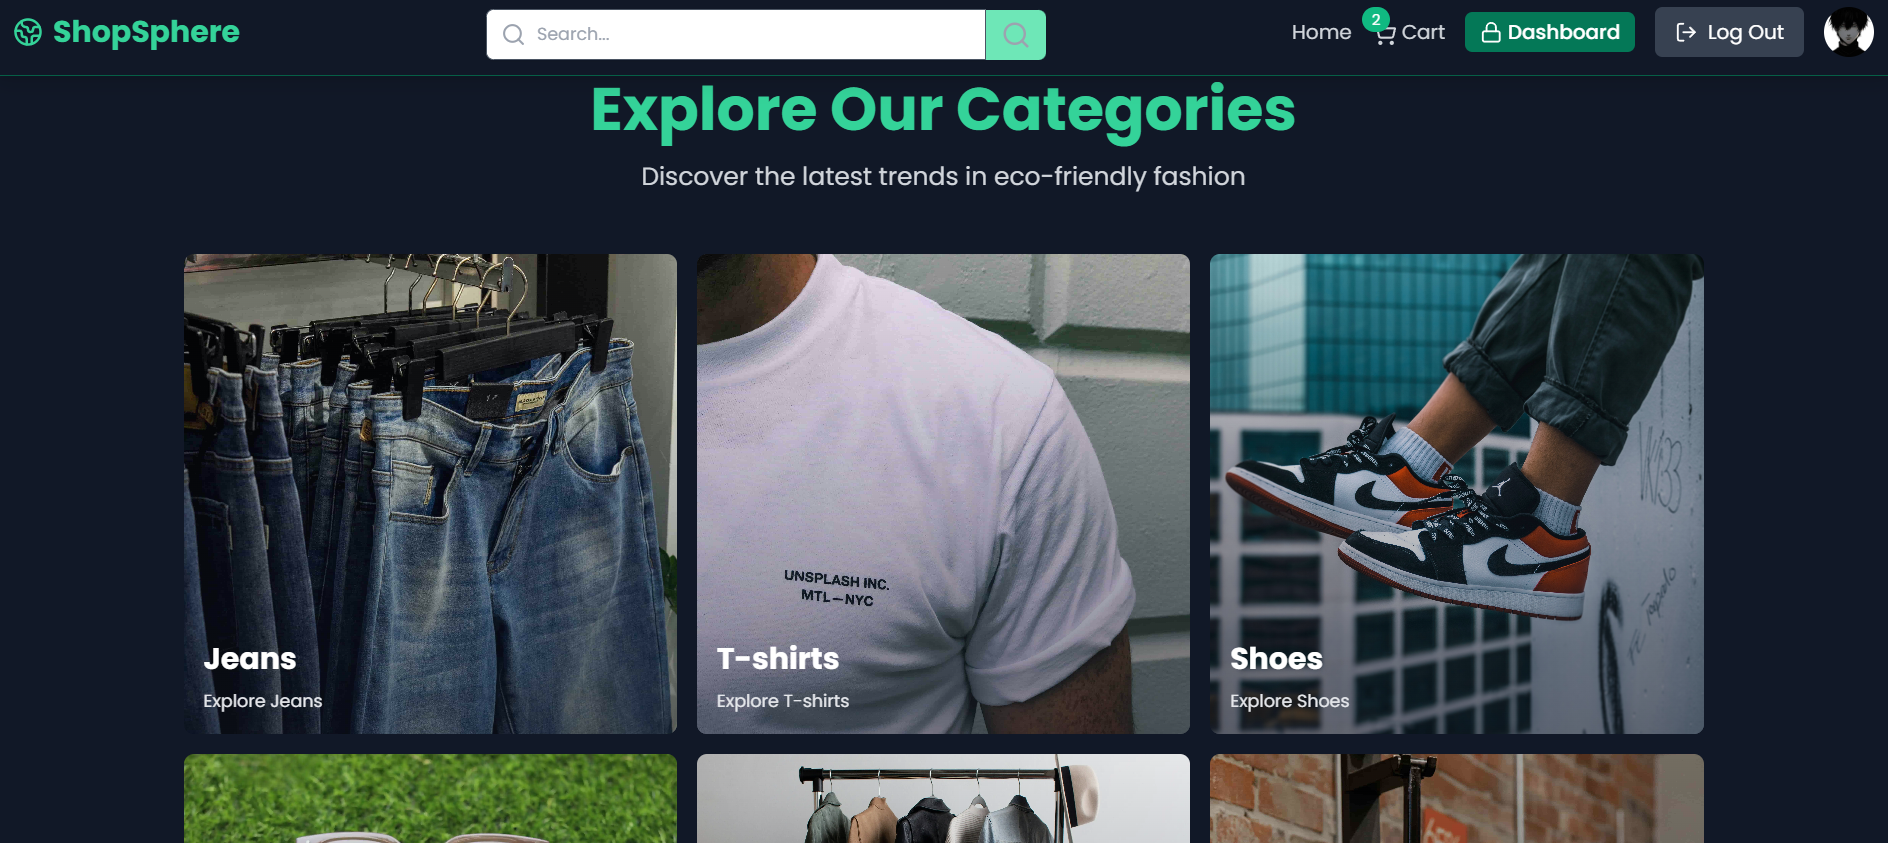 ShopSphere
Search...
Home
2
Cart
Dashboard
Log Out
Explore Our Categories
Discover the latest trends in eco-friendly fashion
UNSPLASH INC.
MTL—NYC
Jeans
Explore Jeans
T-shirts
Explore T-shirts
Shoes
Explore Shoes